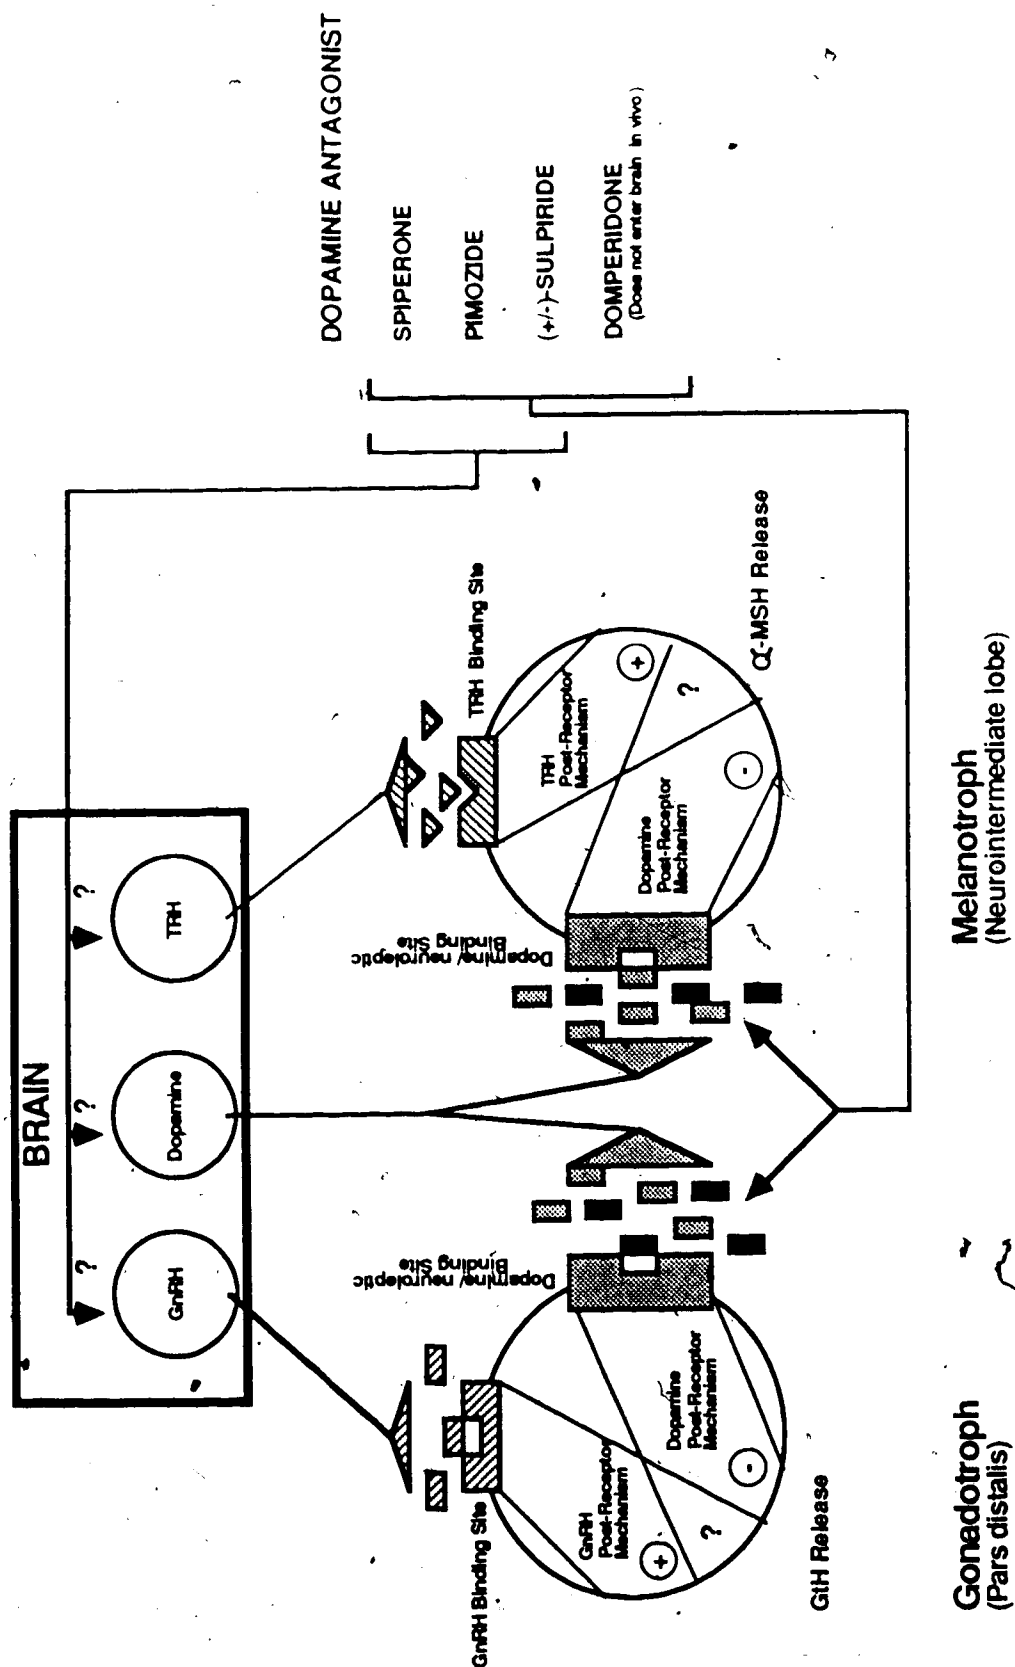 BRAIN
?
?
?
GnRH
Dopamine
TRH
GnRH Binding Site
Dopamine/neuroleptic
Binding Site
Dopamine/neuroleptic
Binding Site
TRH Binding Site
GnRH
Post-Receptor
Mechanism
+
?
Dopamine
Post-Receptor
Mechanism
-
GtH Release
TRH
Post-Receptor
Mechanism
+
?
Dopamine
Post-Receptor
Mechanism
-
α-MSH Release
Gonadotroph
(Pars distalis)
Melanotroph
(Neurointermediate lobe)
DOPAMINE ANTAGONIST
SPIPERONE
PIMOZIDE
(+/-)-SULPIRIDE
DOMPERIDONE
(Does not enter brain in vivo)